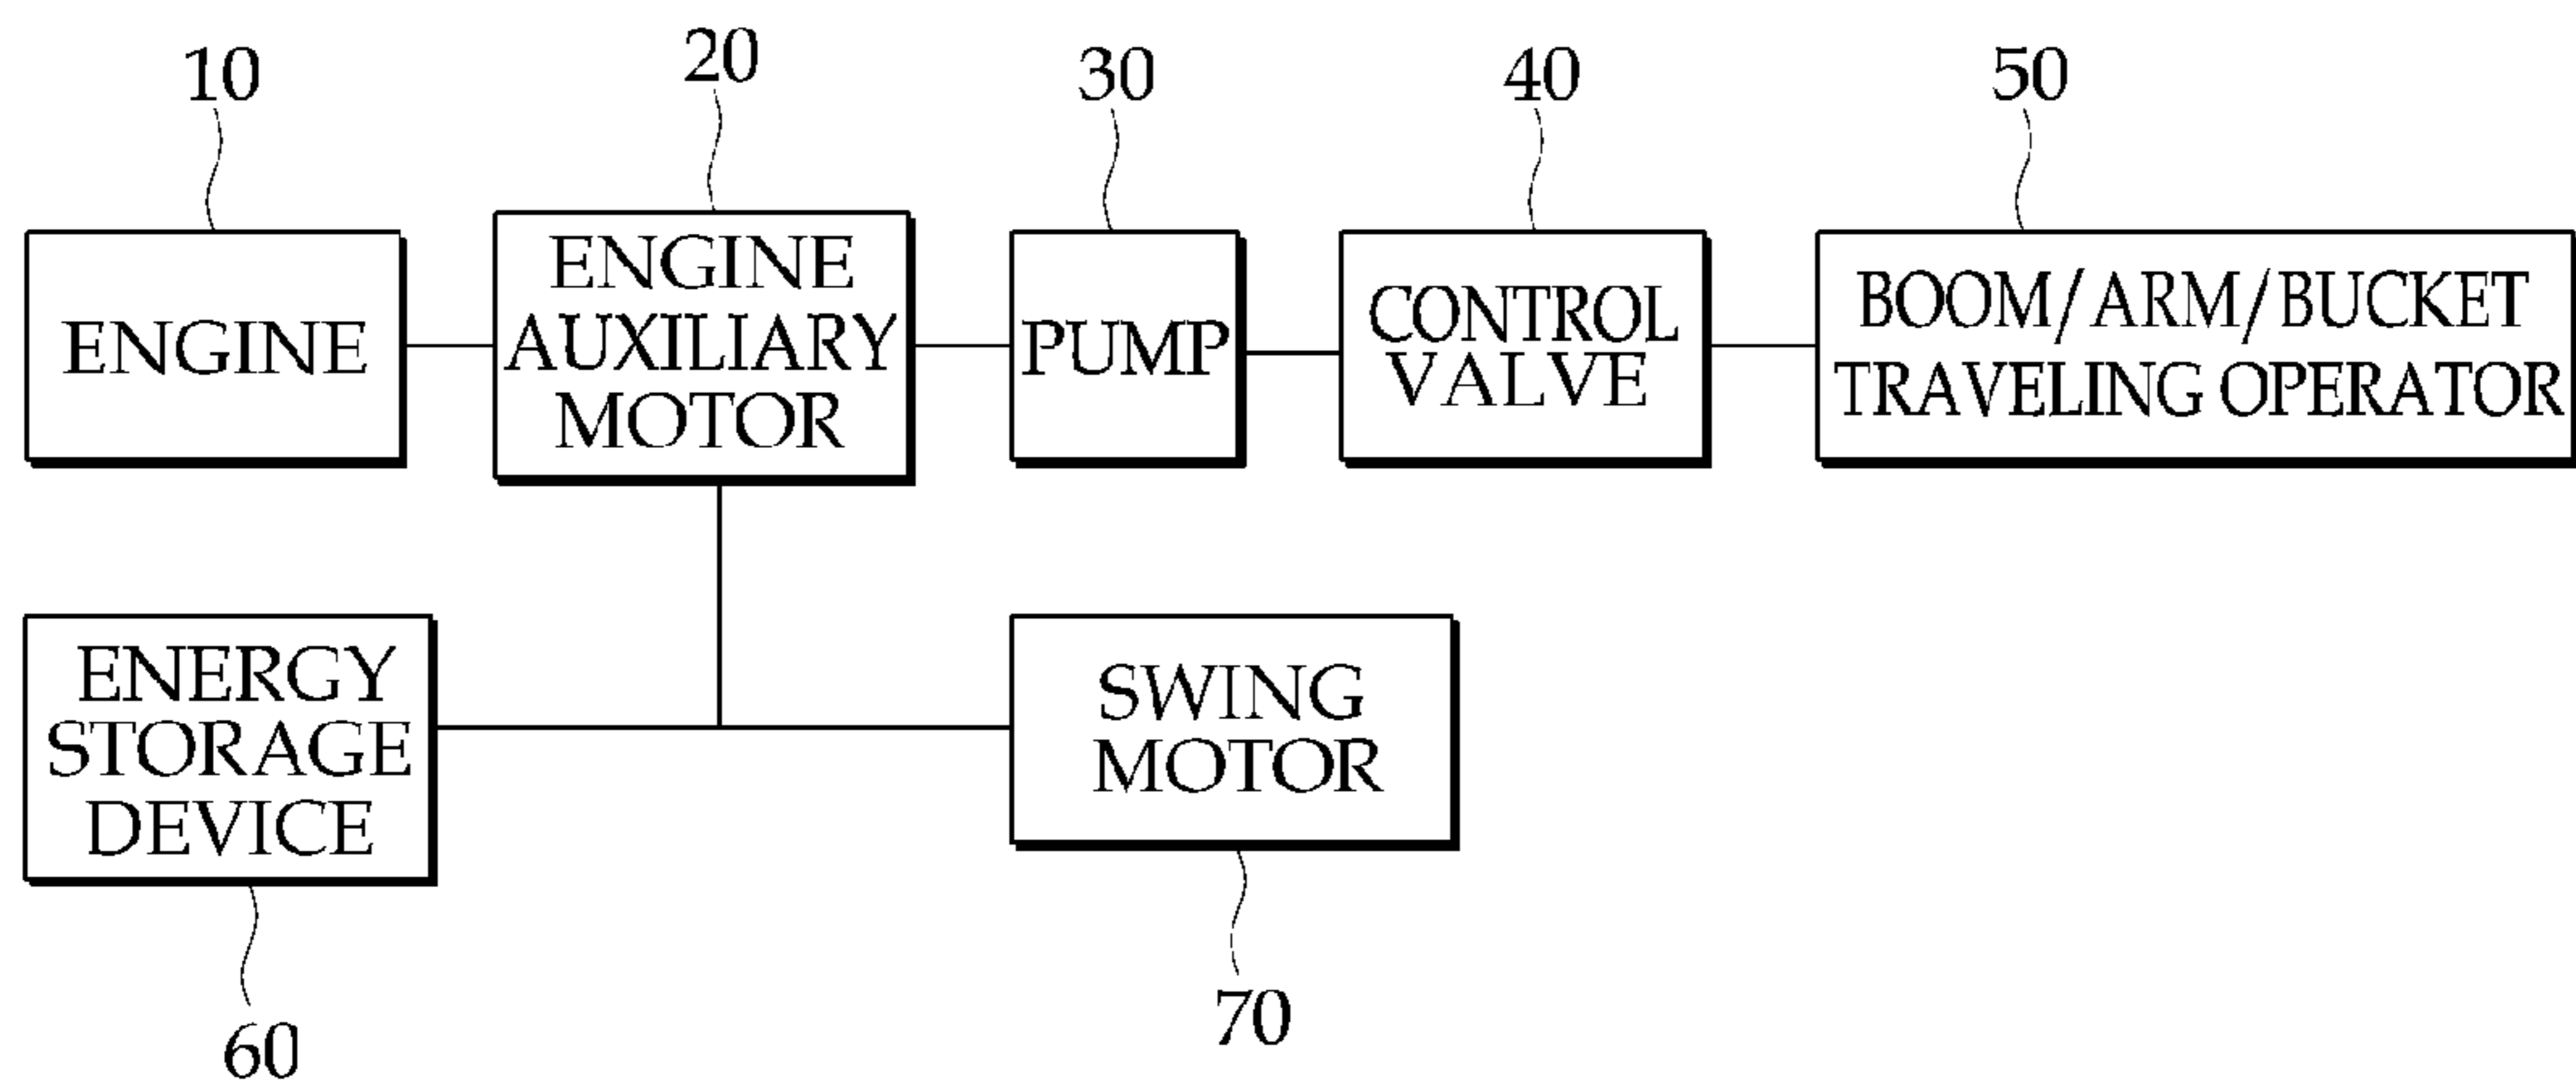 10
20
30
40
50
ENGINE
ENGINE
AUXILIARY
MOTOR
PUMP
CONTROL
VALVE
BOOM/ARM/BUCKET
TRAVELING OPERATOR
ENERGY
STORAGE
DEVICE
SWING
MOTOR
60
70